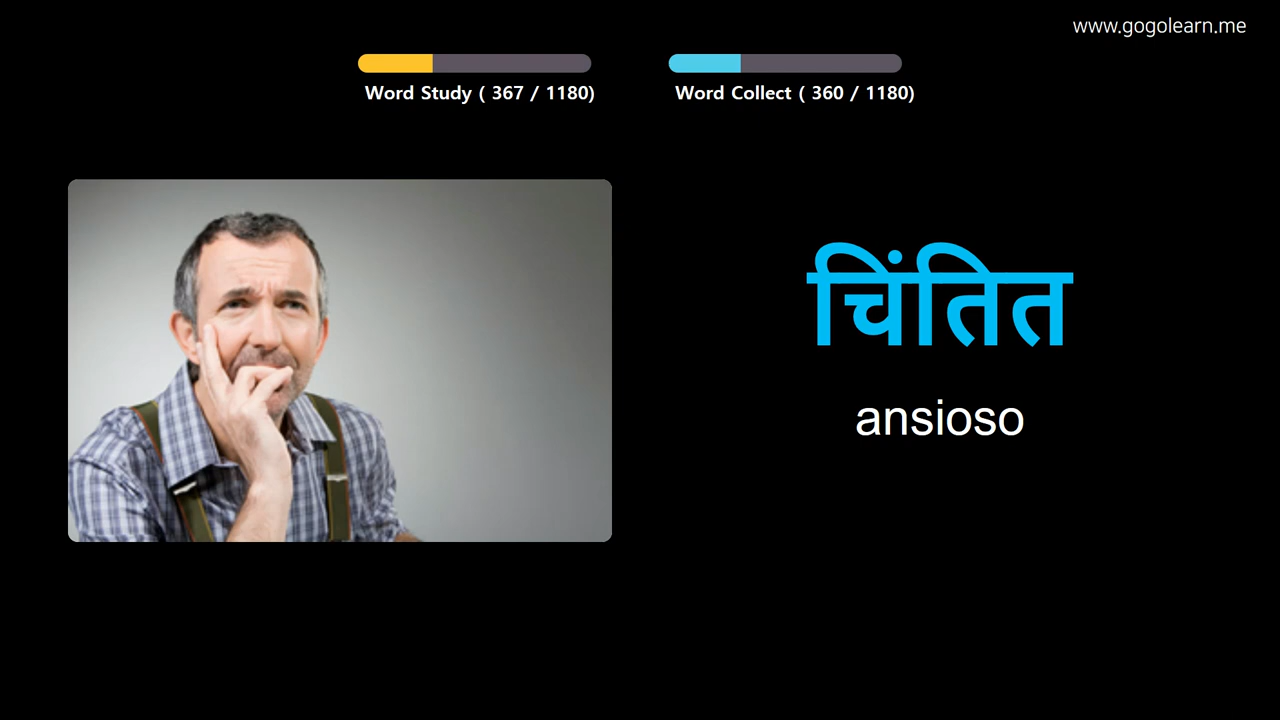 www.gogolearn.me
Word Study ( 367 / 1180)
Word Collect ( 360 / 1180)
चिंतित
ansioso